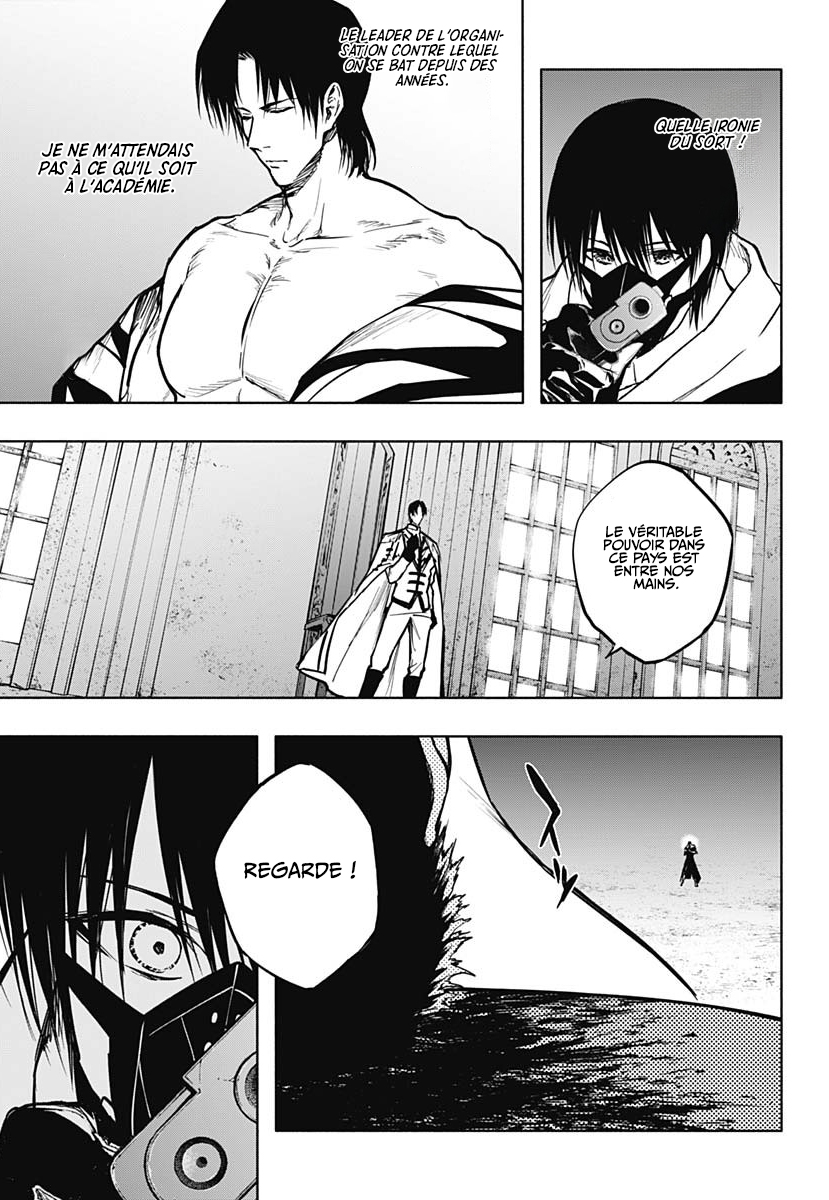 QUELLE IRONIE
DU SORT !
LE LEADER DE L'ORGANI-
SATION CONTRE LEQUEL
ON SE BAT DEPUIS DES
ANNÉES.
JE NE M'ATTENDAIS
PAS À CE QU'IL SOIT
À L'ACADÉMIE.
LE VÉRITABLE
POUVOIR DANS
CE PAYS EST
ENTRE NOS
MAINS.
REGARDE !